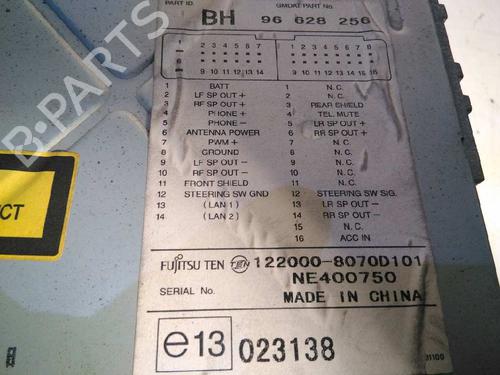 PART ID. GMDAT PART No.
BH 96 628 256
1 2 3 4 5 6 1 2 3 4 5 6 7 8
8 9 10 11 12 13 14 7 9 10 11 12 13 14 15 16
1 BATT 1 N.C.
2 LF SP OUT + 2 N.C.
3 RF SP OUT + 3 REAR SHIELD
4 PHONE + 4 TEL. MUTE
5 PHONE - 5 LR SP OUT +
6 ANTENNA POWER 6 RR SP OUT +
7 PWM + 7 N.C.
8 GROUND 8 N.C.
9 LF SP OUT - 9 N.C.
10 RF SP OUT - 10 N.C.
11 FRONT SHIELD 11 N.C.
12 STEERING SW GND 12 STEERING SW SIG.
13 (LAN 1) 13 LR SP OUT -
14 (LAN 2) 14 RR SP OUT -
15 N.C.
16 ACC IN
FUJITSU TEN TEN 122000-8070D101
NE400750
SERIAL No. MADE IN CHINA
e13 023138
31100
CT
B-PARTS